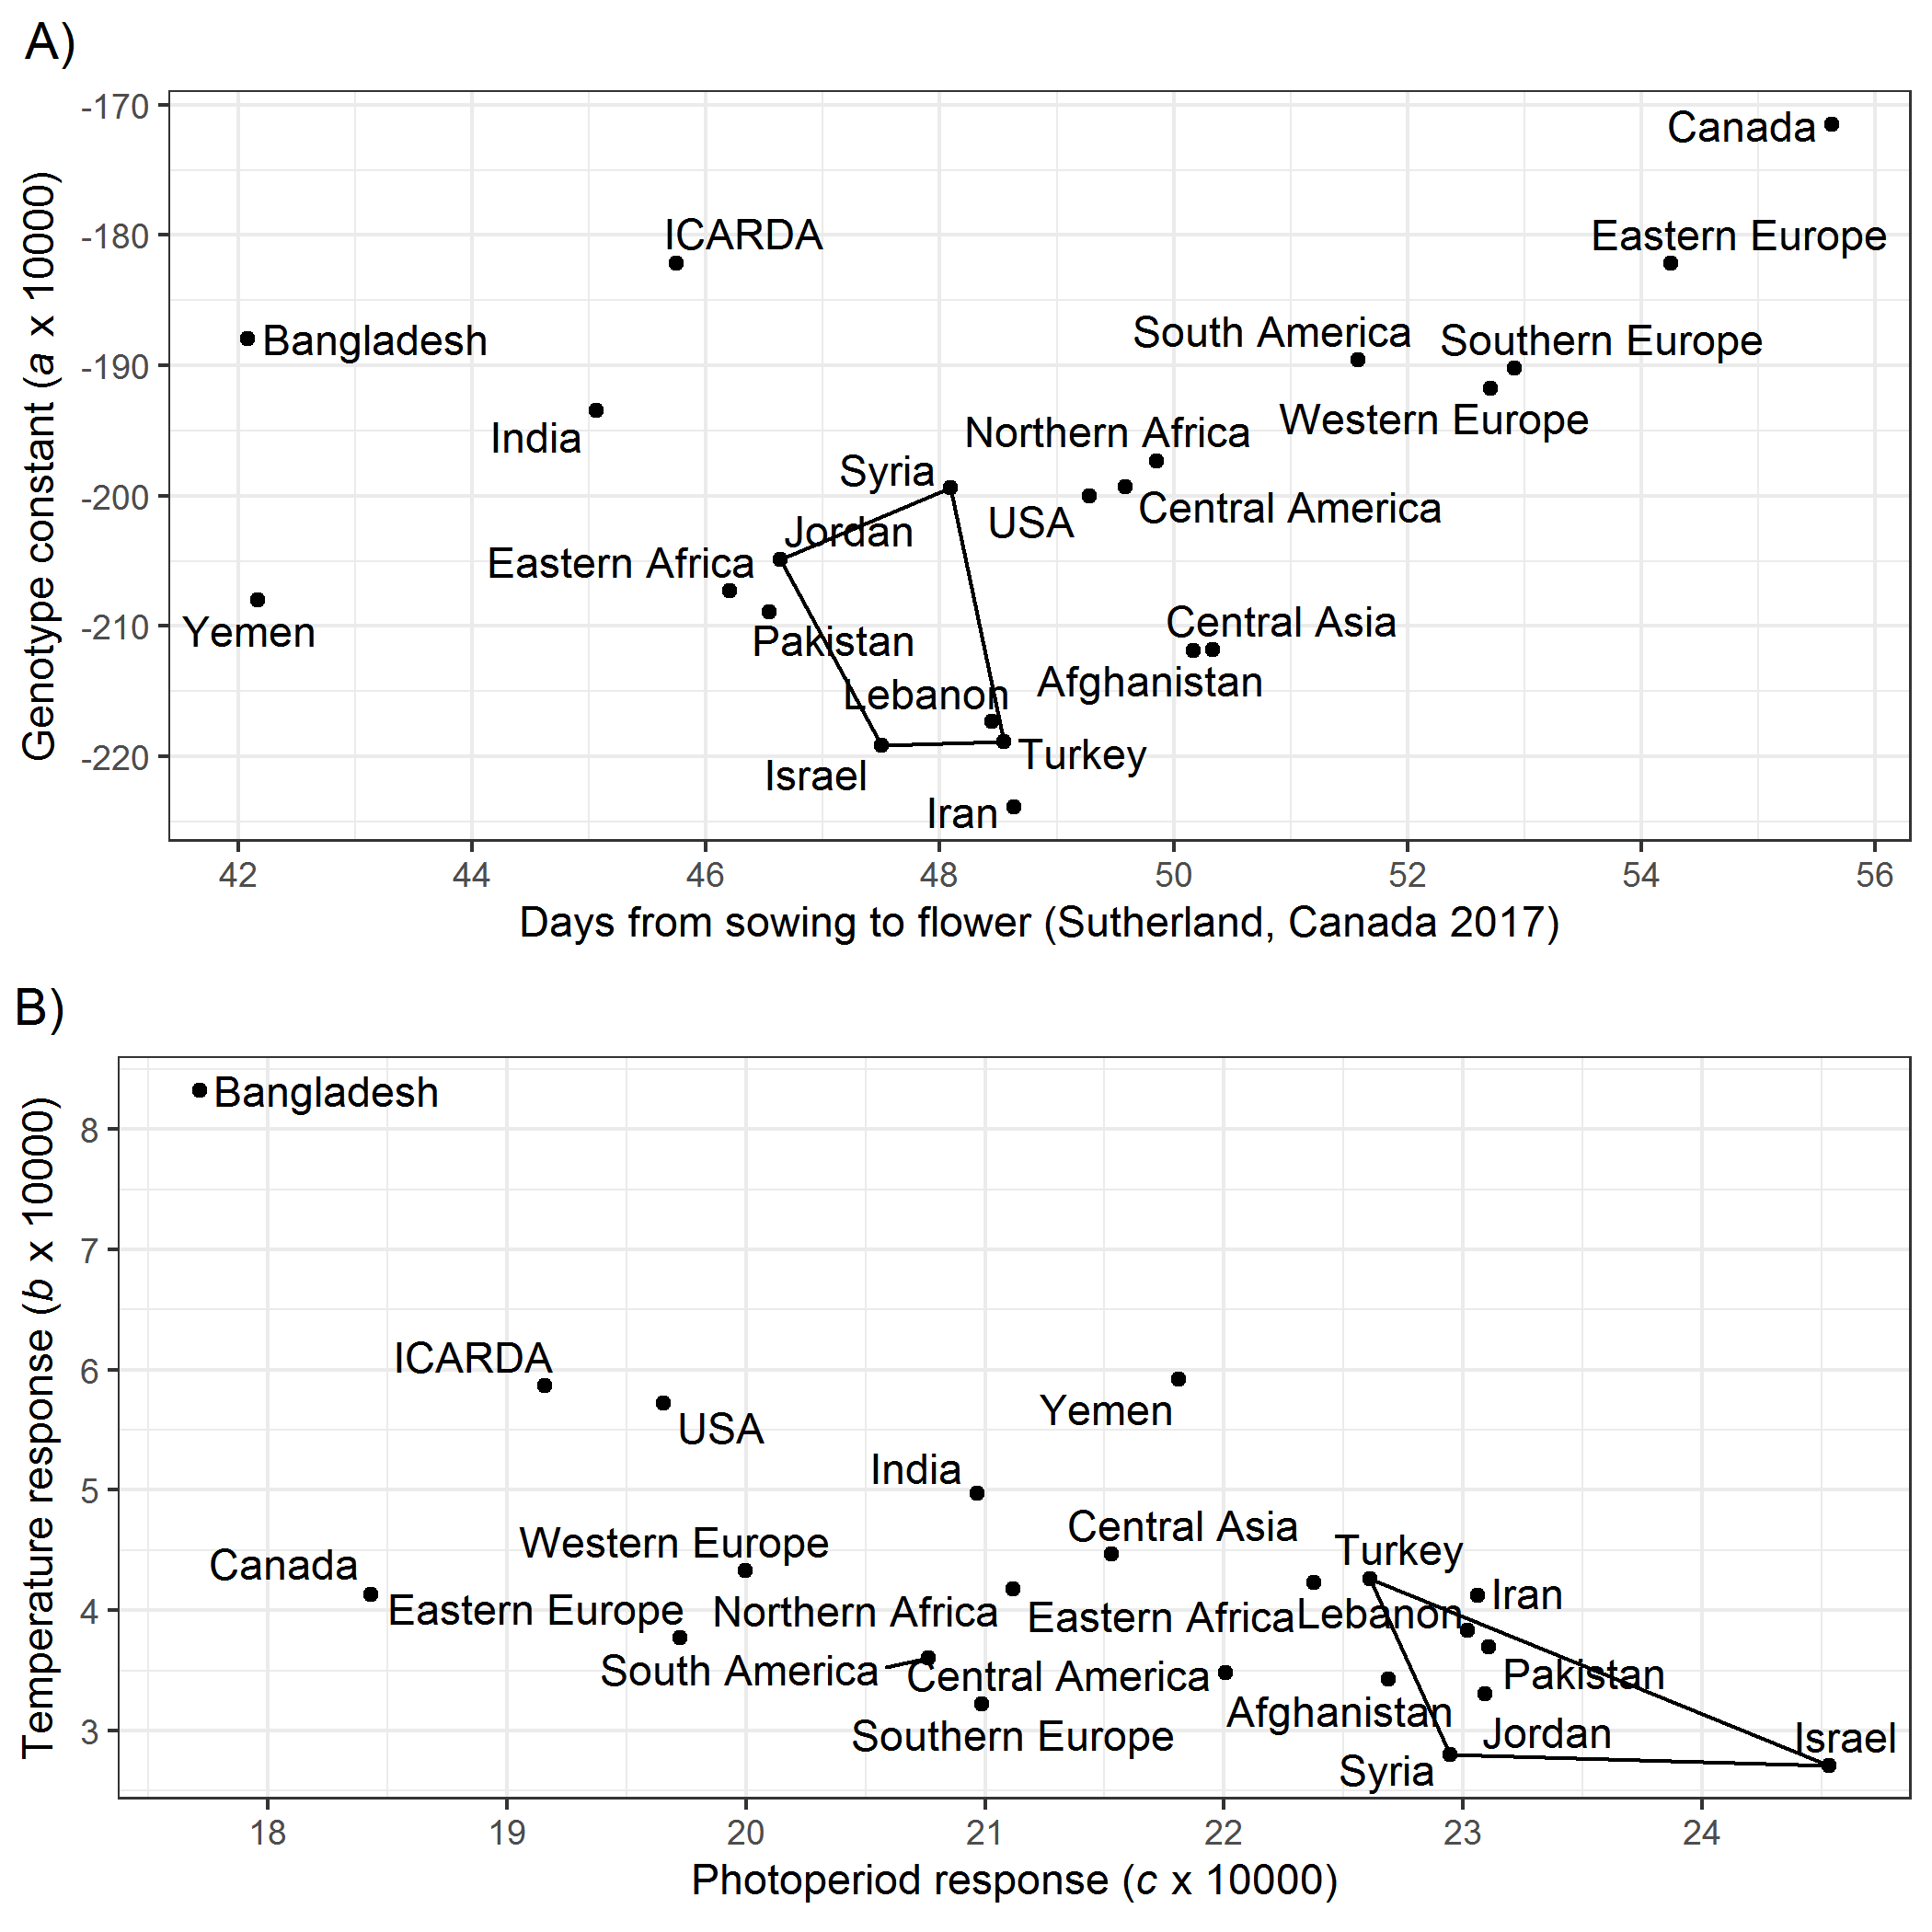 A)
Genotype constant (a x 10000)
-170
-180
-190
-200
-210
-220
Canada
ICARDA
Eastern Europe
South America
Southern Europe
Bangladesh
Western Europe
India
Northern Africa
Syria
Central America
USA
Jordan
Eastern Africa
Yemen
Central Asia
Pakistan
Afghanistan
Lebanon
Turkey
Israel
Iran
42 44 46 48 50 52 54 56
Days from sowing to flower (Sutherland, Canada 2017)
B)
Temperature response (b x 10000)
8
7
6
5
4
3
Bangladesh
ICARDA
Yemen
USA
India
Central Asia
Western Europe
Turkey
Canada
Iran
Eastern Europe
Northern Africa
Eastern Africa
Lebanon
South America
Central America
Pakistan
Afghanistan
Southern Europe
Jordan
Israel
Syria
18 19 20 21 22 23 24
Photoperiod response (c x 10000)